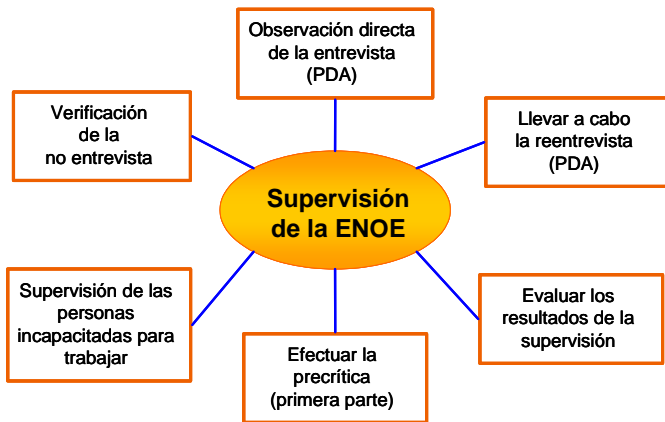 Observación directa
de la entrevista
(PDA)
Verificación
de la
no entrevista
Llevar a cabo
la reentrevista
(PDA)
Supervisión
de la ENOE
Supervisión de las
personas
incapacitadas para
trabajar
Efectuar la
precrítica
(primera parte)
Evaluar los
resultados de la
supervisión